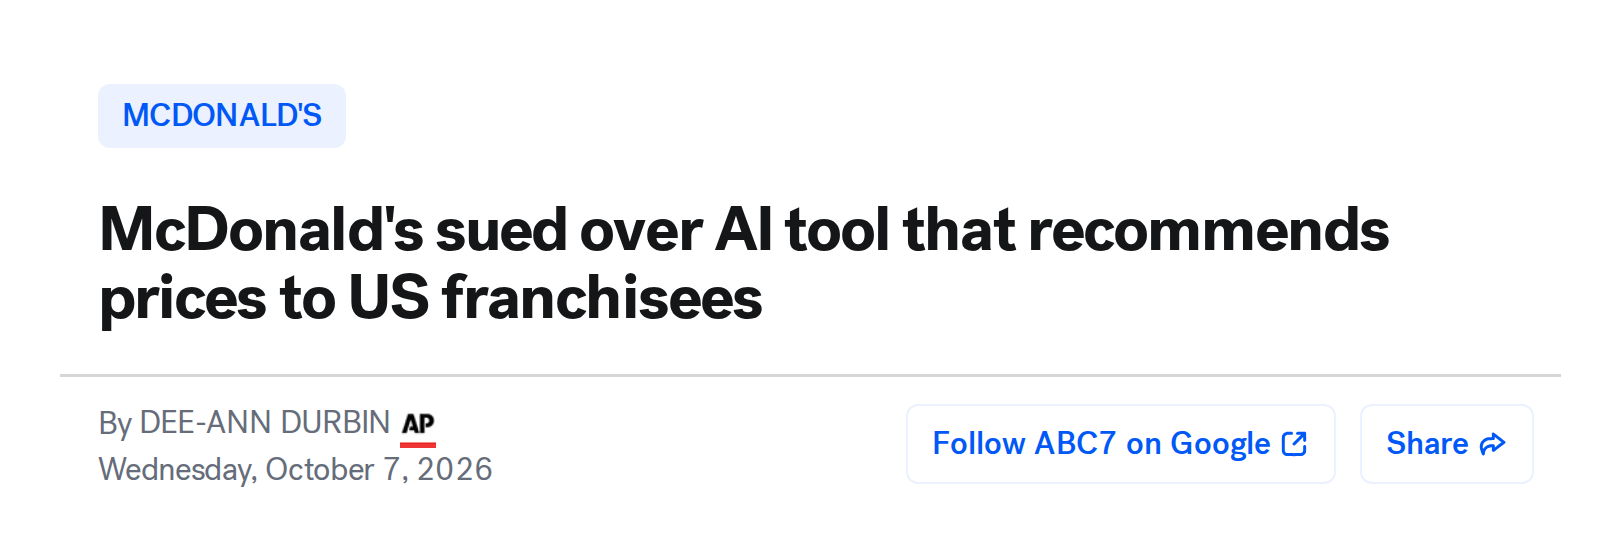 MCDONALD'S
McDonald's sued over AI tool that recommends
prices to US franchisees
By DEE-ANN DURBIN AP
Wednesday, October 7, 2026
Follow ABC7 on Google
Share